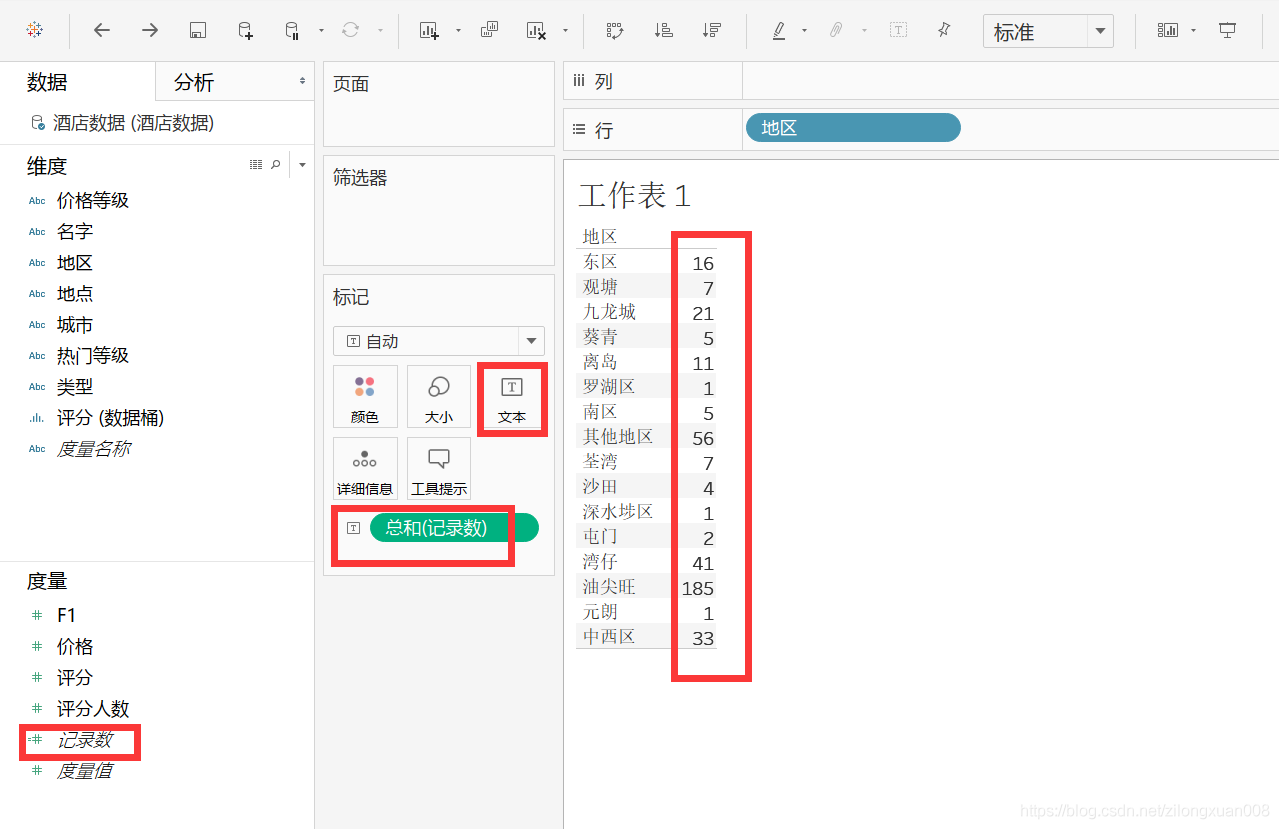 标准
数据
分析
酒店数据 (酒店数据)
维度
Abc 价格等级
Abc 名字
Abc 地区
Abc 地点
Abc 城市
Abc 热门等级
Abc 类型
评分 (数据桶)
Abc 度量名称
度量
# F1
# 价格
# 评分
# 评分人数
=# 记录数
# 度量值
页面
筛选器
标记
T 自动
颜色
大小
T 文本
详细信息
工具提示
T 总和(记录数)
列
行
地区
工作表 1
地区
东区 16
观塘 7
九龙城 21
葵青 5
离岛 11
罗湖区 1
南区 5
其他地区 56
荃湾 7
沙田 4
深水埗区 1
屯门 2
湾仔 41
油尖旺 185
元朗 1
中西区 33
https://blog.csdn.net/zilongxuan008